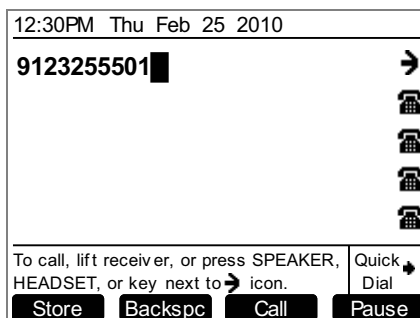 12:30PM Thu Feb 25 2010
9123255501
To call, lift receiver, or press SPEAKER,
HEADSET, or key next to → icon.
Quick
Dial
Store Backspc Call Pause